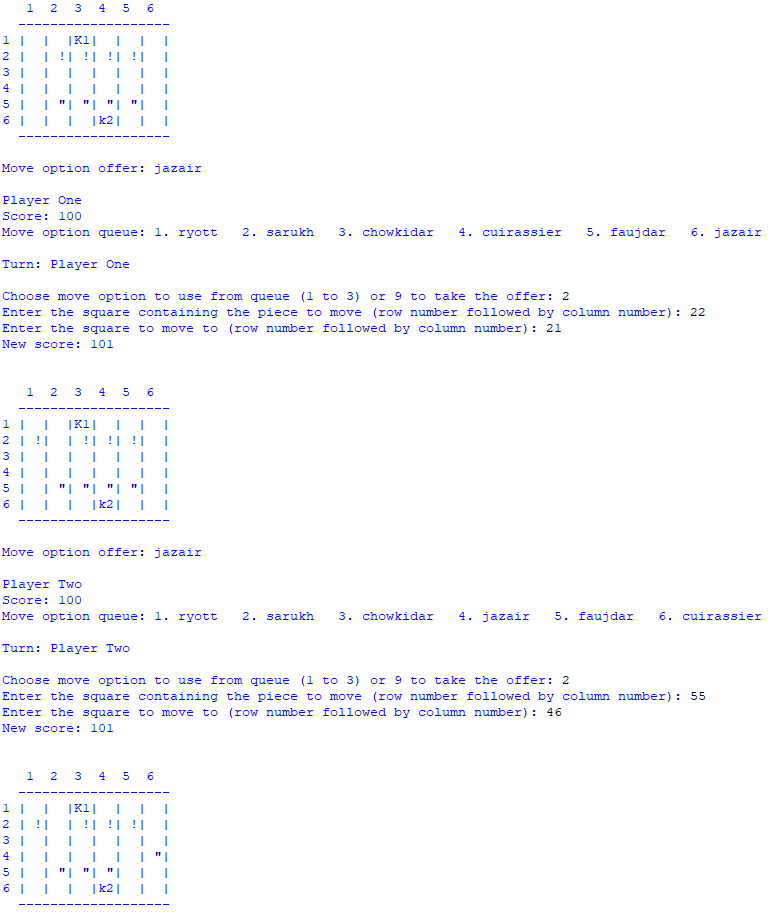 1  2  3  4  5  6
  -------------------
1 |  |  |K1|  |  |  |
2 |  | !| !| !| !|  |
3 |  |  |  |  |  |  |
4 |  |  |  |  |  |  |
5 |  | "| "| "| "|  |
6 |  |  |  |k2|  |  |
  -------------------
Move option offer: jazair
Player One
Score: 100
Move option queue: 1. ryott   2. sarukh   3. chowkidar   4. cuirassier   5. faujdar   6. jazair
Turn: Player One
Choose move option to use from queue (1 to 3) or 9 to take the offer: 2
Enter the square containing the piece to move (row number followed by column number): 22
Enter the square to move to (row number followed by column number): 21
New score: 101
   1  2  3  4  5  6
  -------------------
1 |  |  |K1|  |  |  |
2 | !|  | !| !| !|  |
3 |  |  |  |  |  |  |
4 |  |  |  |  |  |  |
5 |  | "| "| "| "|  |
6 |  |  |  |k2|  |  |
  -------------------
Move option offer: jazair
Player Two
Score: 100
Move option queue: 1. ryott   2. sarukh   3. chowkidar   4. jazair   5. faujdar   6. cuirassier
Turn: Player Two
Choose move option to use from queue (1 to 3) or 9 to take the offer: 2
Enter the square containing the piece to move (row number followed by column number): 55
Enter the square to move to (row number followed by column number): 46
New score: 101
   1  2  3  4  5  6
  -------------------
1 |  |  |K1|  |  |  |
2 | !|  | !| !| !|  |
3 |  |  |  |  |  |  |
4 |  |  |  |  |  | "|
5 |  | "| "| "|  |  |
6 |  |  |  |k2|  |  |
  -------------------